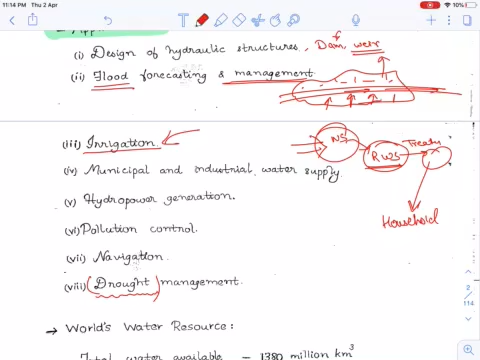 11:14 PM Thu 2 Apr
10%
(i) Design of hydraulic structures, Dam weir
(ii) Flood forecasting & management
(iii) Irrigation.
(iv) Municipal and industrial water supply.
(v) Hydropower generation.
(vi) Pollution control.
(vii) Navigation.
(viii) (Drought) management.
Household
→ World's Water Resource:
Total water available = 1380 million km³
2
114